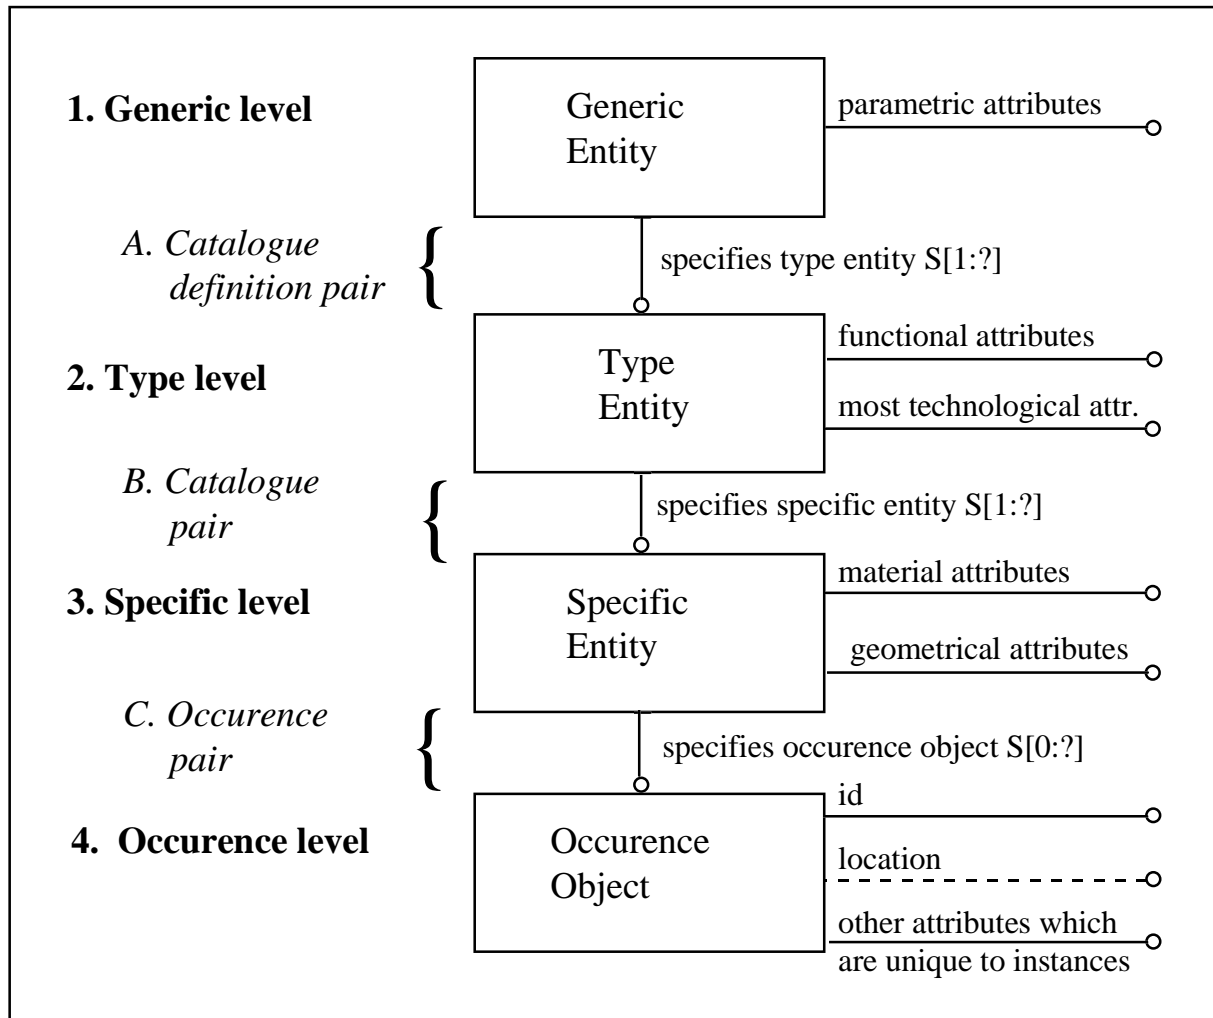 1. Generic level
Generic
Entity
parametric attributes
A. Catalogue
definition pair
{
specifies type entity S[1:?]
2. Type level
Type
Entity
functional attributes
most technological attr.
B. Catalogue
pair
{
specifies specific entity S[1:?]
3. Specific level
Specific
Entity
material attributes
geometrical attributes
C. Occurence
pair
{
specifies occurence object S[0:?]
4. Occurence level
Occurence
Object
id
location
other attributes which
are unique to instances